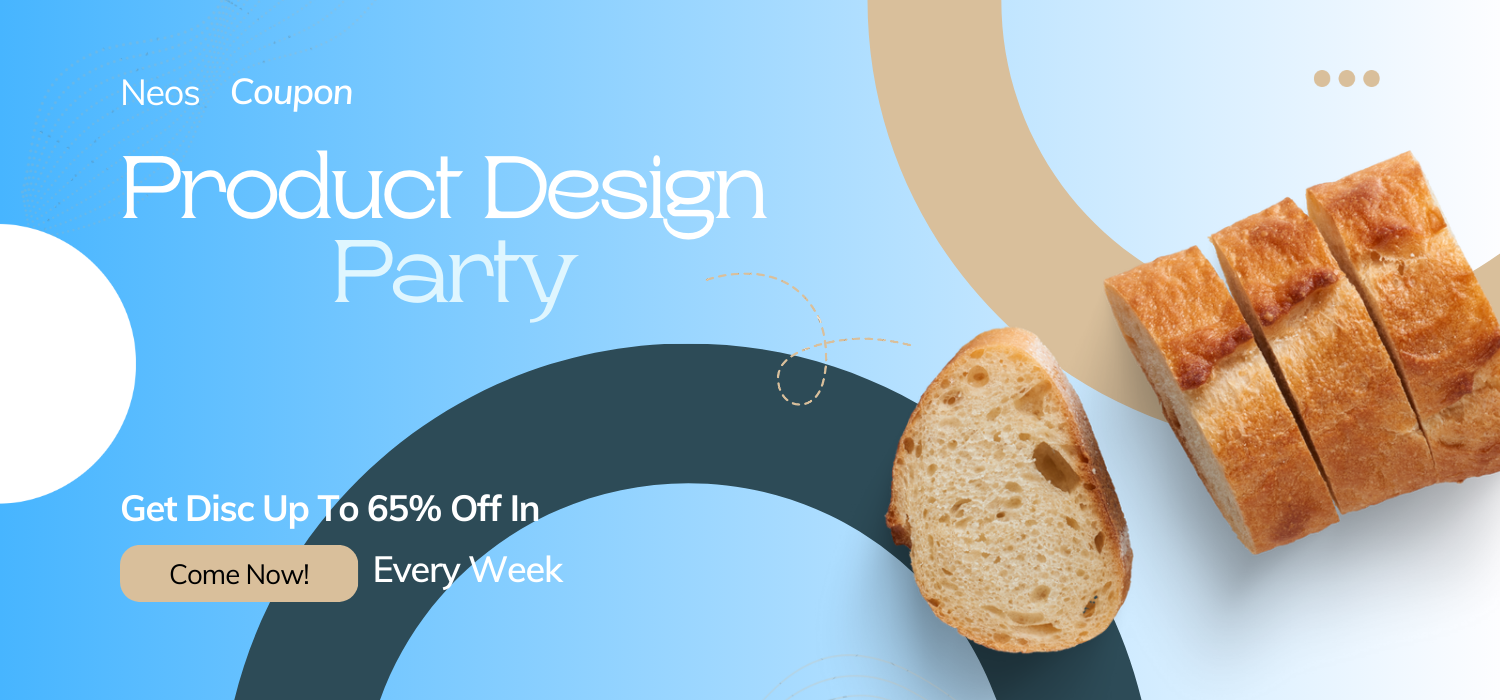 Neos Coupon
Product Design
Party
Get Disc Up To 65% Off In
Come Now! Every Week